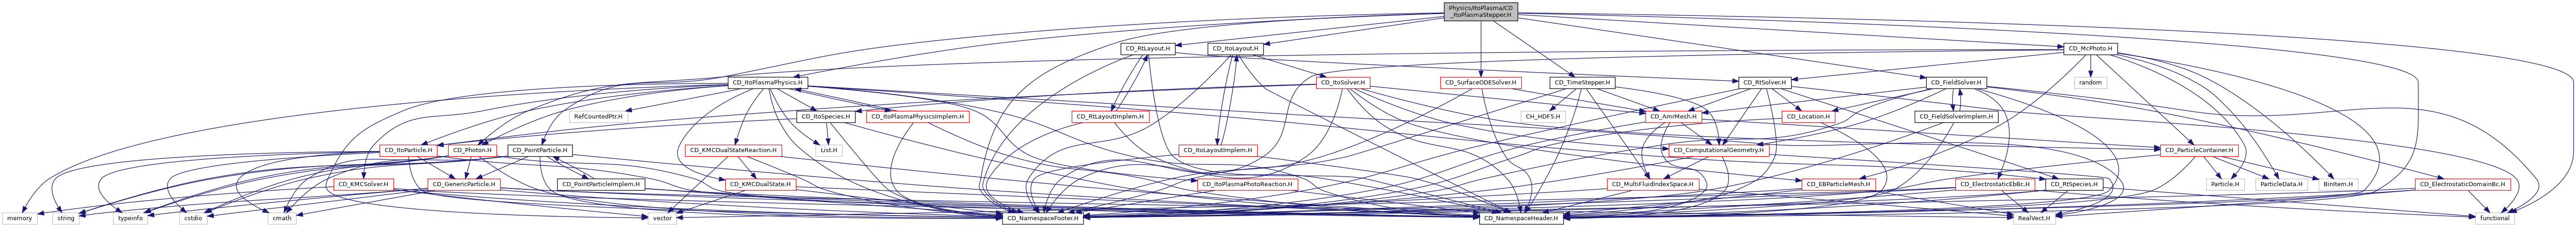 Physics/ItoPlasma/CD
_ItoPlasmaStepper.H
CD_RtLayout.H
CD_ItoLayout.H
CD_McPhoto.H
CD_ItoPlasmaPhysics.H
CD_ItoSolver.H
CD_SurfaceODESolver.H
CD_TimeStepper.H
CD_RtSolver.H
CD_FieldSolver.H
random
RefCountedPtr.H
CD_ItoSpecies.H
CD_ItoPlasmaPhysicsImplem.H
CD_RtLayoutImplem.H
CH_HDF5.H
CD_AmrMesh.H
CD_Location.H
CD_FieldSolverImplem.H
CD_ItoParticle.H
CD_Photon.H
CD_PointParticle.H
CD_KMCDualStateReaction.H
List.H
CD_ItoLayoutImplem.H
CD_ComputationalGeometry.H
CD_ParticleContainer.H
CD_KMCSolver.H
CD_GenericParticle.H
CD_PointParticleImplem.H
CD_KMCDualState.H
CD_ItoPlasmaPhotoReaction.H
CD_MultiFluidIndexSpace.H
CD_EBParticleMesh.H
CD_ElectrostaticEbBc.H
CD_RtSpecies.H
Particle.H
ParticleData.H
BinItem.H
CD_ElectrostaticDomainBc.H
memory
string
typeinfo
cstdio
cmath
vector
CD_NamespaceFooter.H
CD_NamespaceHeader.H
RealVect.H
functional